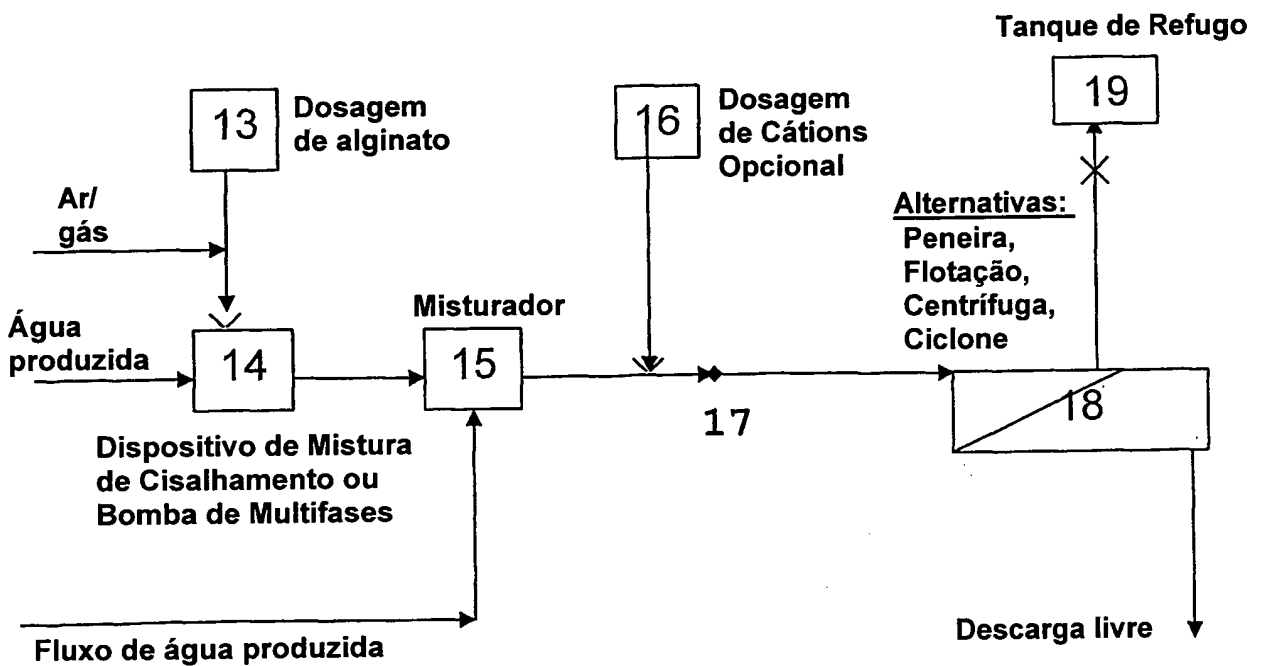 Tanque de Refugo
19
13
Dosagem
de alginato
16
Dosagem
de Cátions
Opcional
Ar/
gás
Alternativas:
Peneira,
Flotação,
Centrífuga,
Ciclone
Água
produzida
14
Misturador
15
17
18
Dispositivo de Mistura
de Cisalhamento ou
Bomba de Multifases
Descarga livre
Fluxo de água produzida